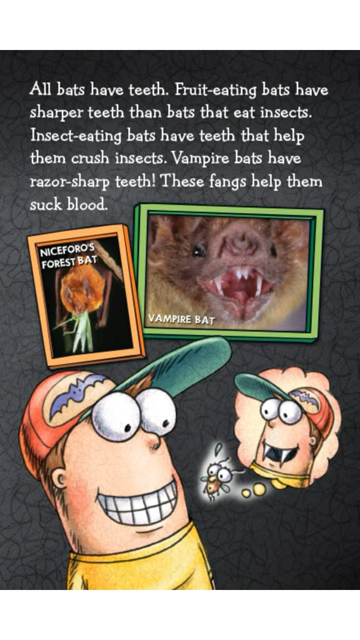 All bats have teeth. Fruit-eating bats have
sharper teeth than bats that eat insects.
Insect-eating bats have teeth that help
them crush insects. Vampire bats have
razor-sharp teeth! These fangs help them
suck blood.
NICEFORO'S
FOREST BAT
VAMPIRE BAT